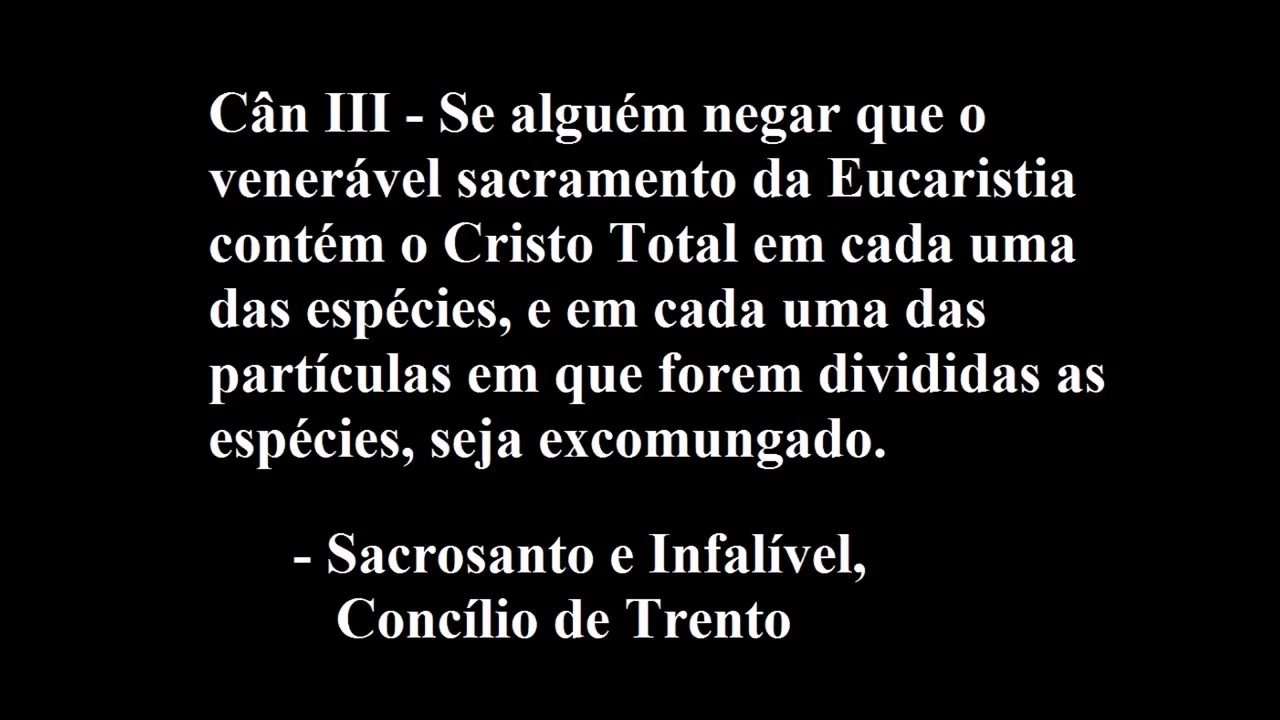 Cân III - Se alguém negar que o
venerável sacramento da Eucaristia
contém o Cristo Total em cada uma
das espécies, e em cada uma das
partículas em que forem divididas as
espécies, seja excomungado.
- Sacrosanto e Infalível,
Concílio de Trento